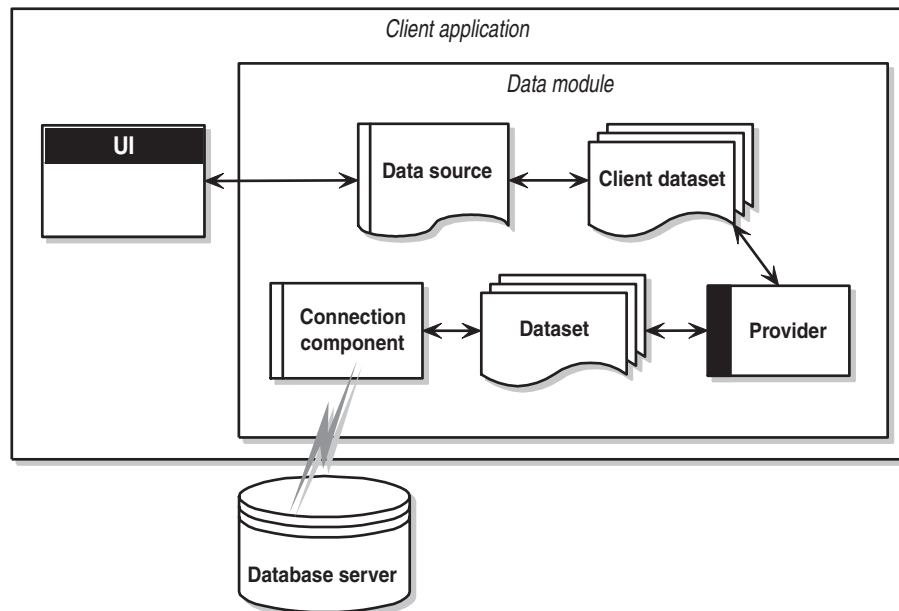 Client application
Data module
UI
Data source
Client dataset
Connection
component
Dataset
Provider
Database server